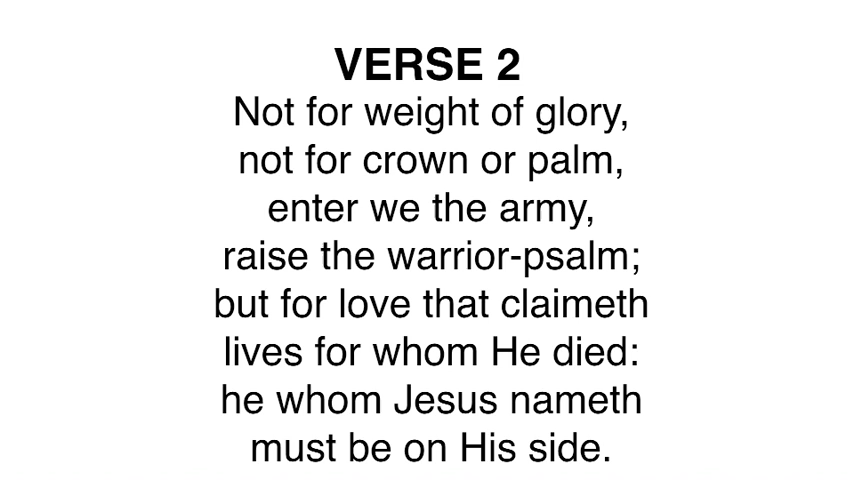 VERSE 2
Not for weight of glory,
not for crown or palm,
enter we the army,
raise the warrior-psalm;
but for love that claimeth
lives for whom He died:
he whom Jesus nameth
must be on His side.